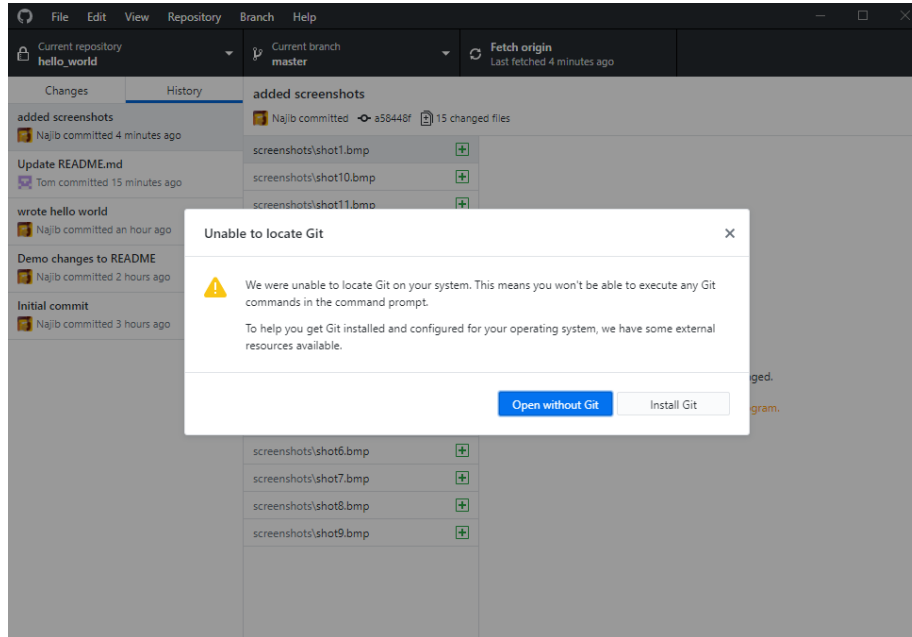 File Edit View Repository Branch Help
Current repository
hello_world
Current branch
master
Fetch origin
Last fetched 4 minutes ago
Changes History
added screenshots
Najib committed 4 minutes ago
Update README.md
Tom committed 15 minutes ago
wrote hello world
Najib committed an hour ago
Demo changes to README
Najib committed 2 hours ago
Initial commit
Najib committed 3 hours ago
added screenshots
Najib committed a58448f 15 changed files
screenshots\shot1.bmp
screenshots\shot10.bmp
screenshots\shot11.bmp
Unable to locate Git
We were unable to locate Git on your system. This means you won't be able to execute any Git
commands in the command prompt.
To help you get Git installed and configured for your operating system, we have some external
resources available.
Open without Git
Install Git
screenshots\shot6.bmp
screenshots\shot7.bmp
screenshots\shot8.bmp
screenshots\shot9.bmp